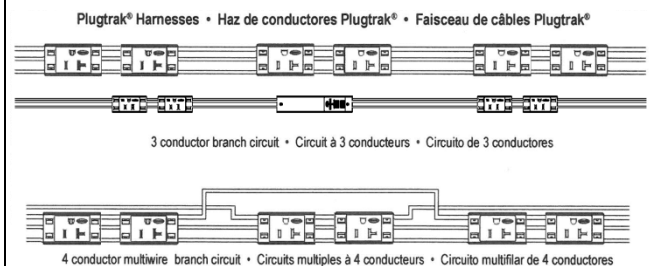 Plugtrak® Harnesses • Haz de conductores Plugtrak® • Faisceau de câbles Plugtrak®
3 conductor branch circuit • Circuit à 3 conducteurs • Circuito de 3 conductores
4 conductor multiwire branch circuit • Circuits multiples à 4 conducteurs • Circuito multifilar de 4 conductores